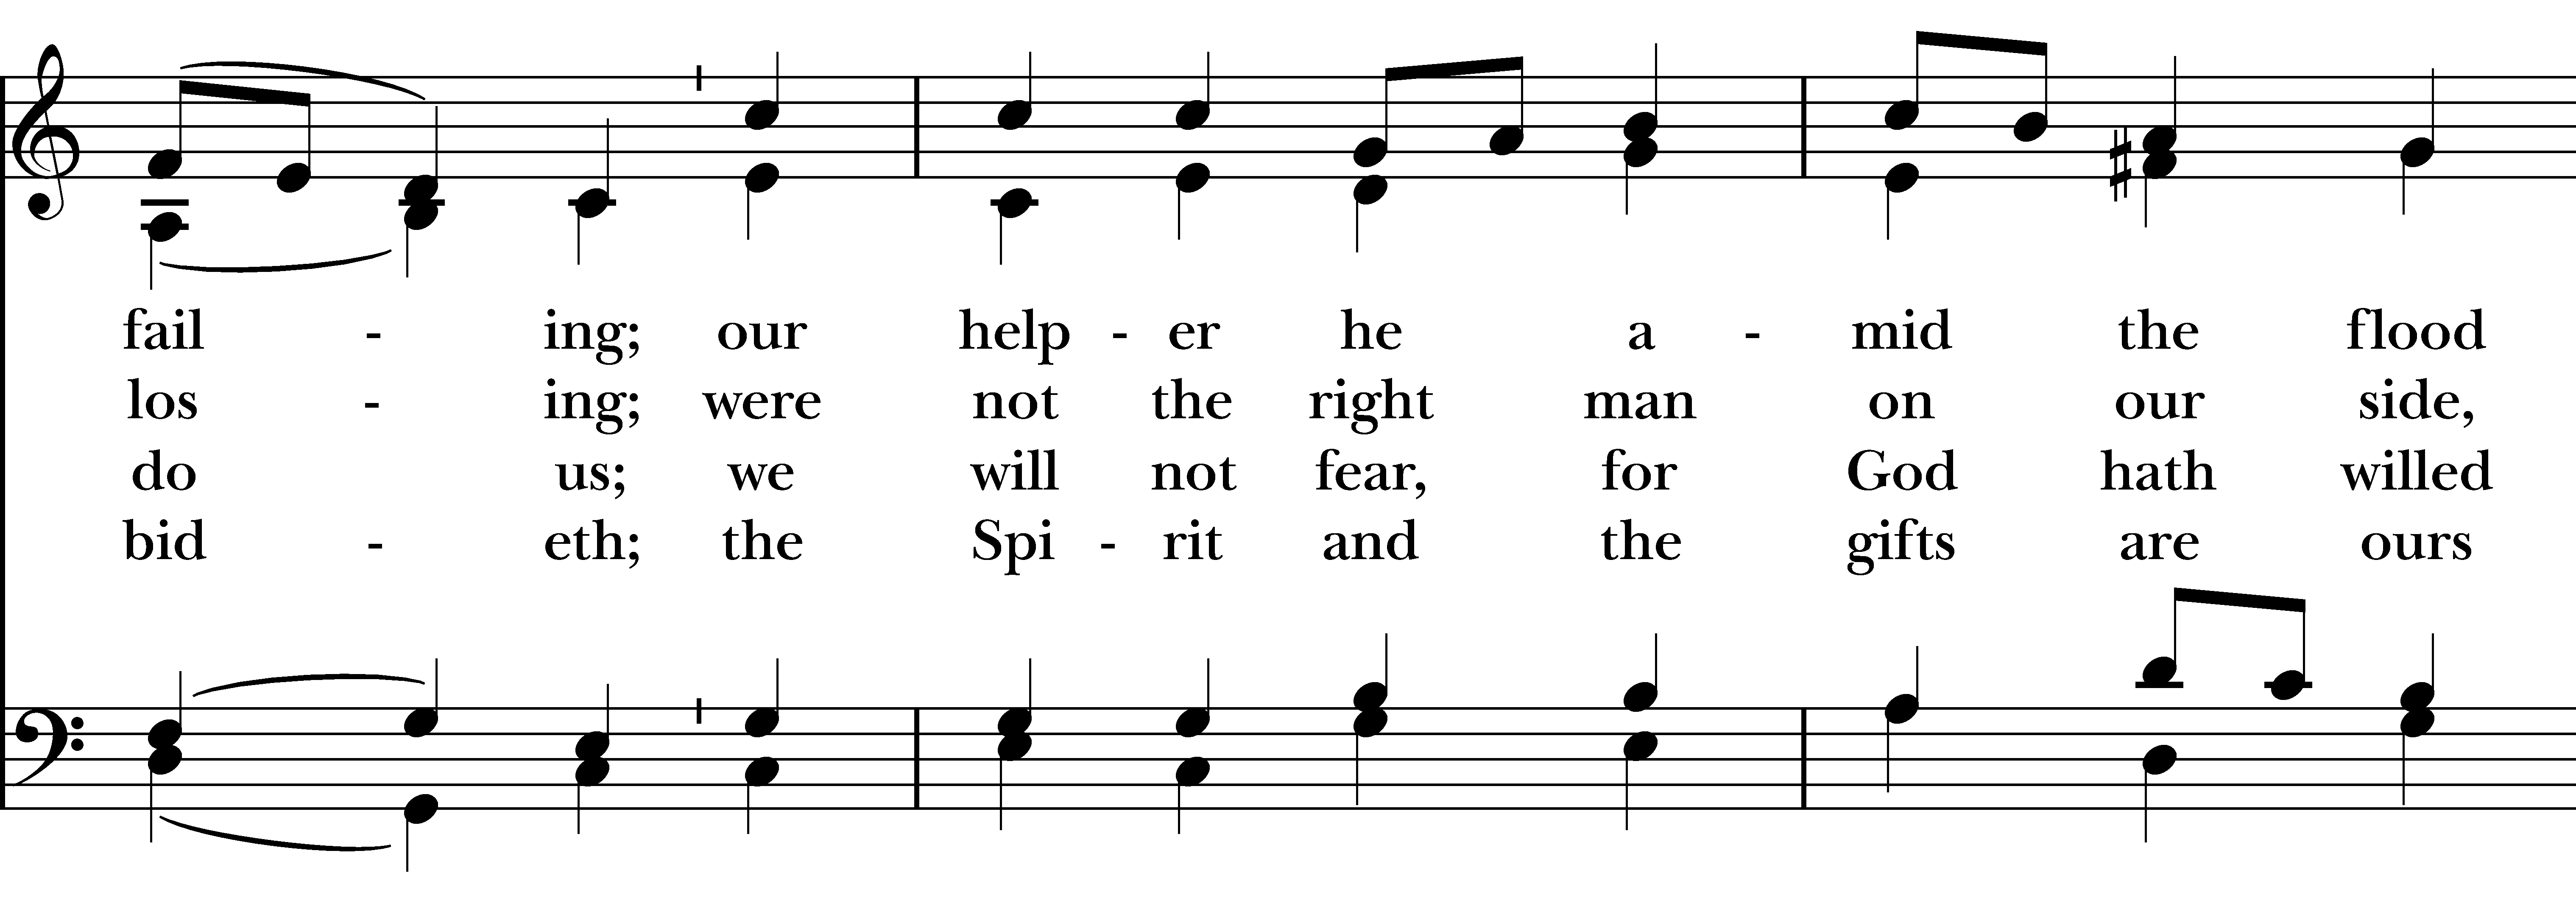 fail - ing; our help - er he a - mid the flood
los - ing; were not the right man on our side,
do us; we will not fear, for God hath willed
bid - eth; the Spi - rit and the gifts are ours